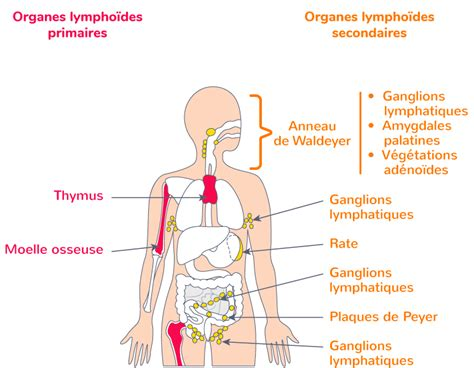 Organes lymphoïdes
primaires
Organes lymphoïdes
secondaires
Anneau
de Waldeyer
• Ganglions
lymphatiques
• Amygdales
palatines
• Végétations
adénoïdes
Thymus
Moelle osseuse
Ganglions
lymphatiques
Rate
Ganglions
lymphatiques
Plaques de Peyer
Ganglions
lymphatiques